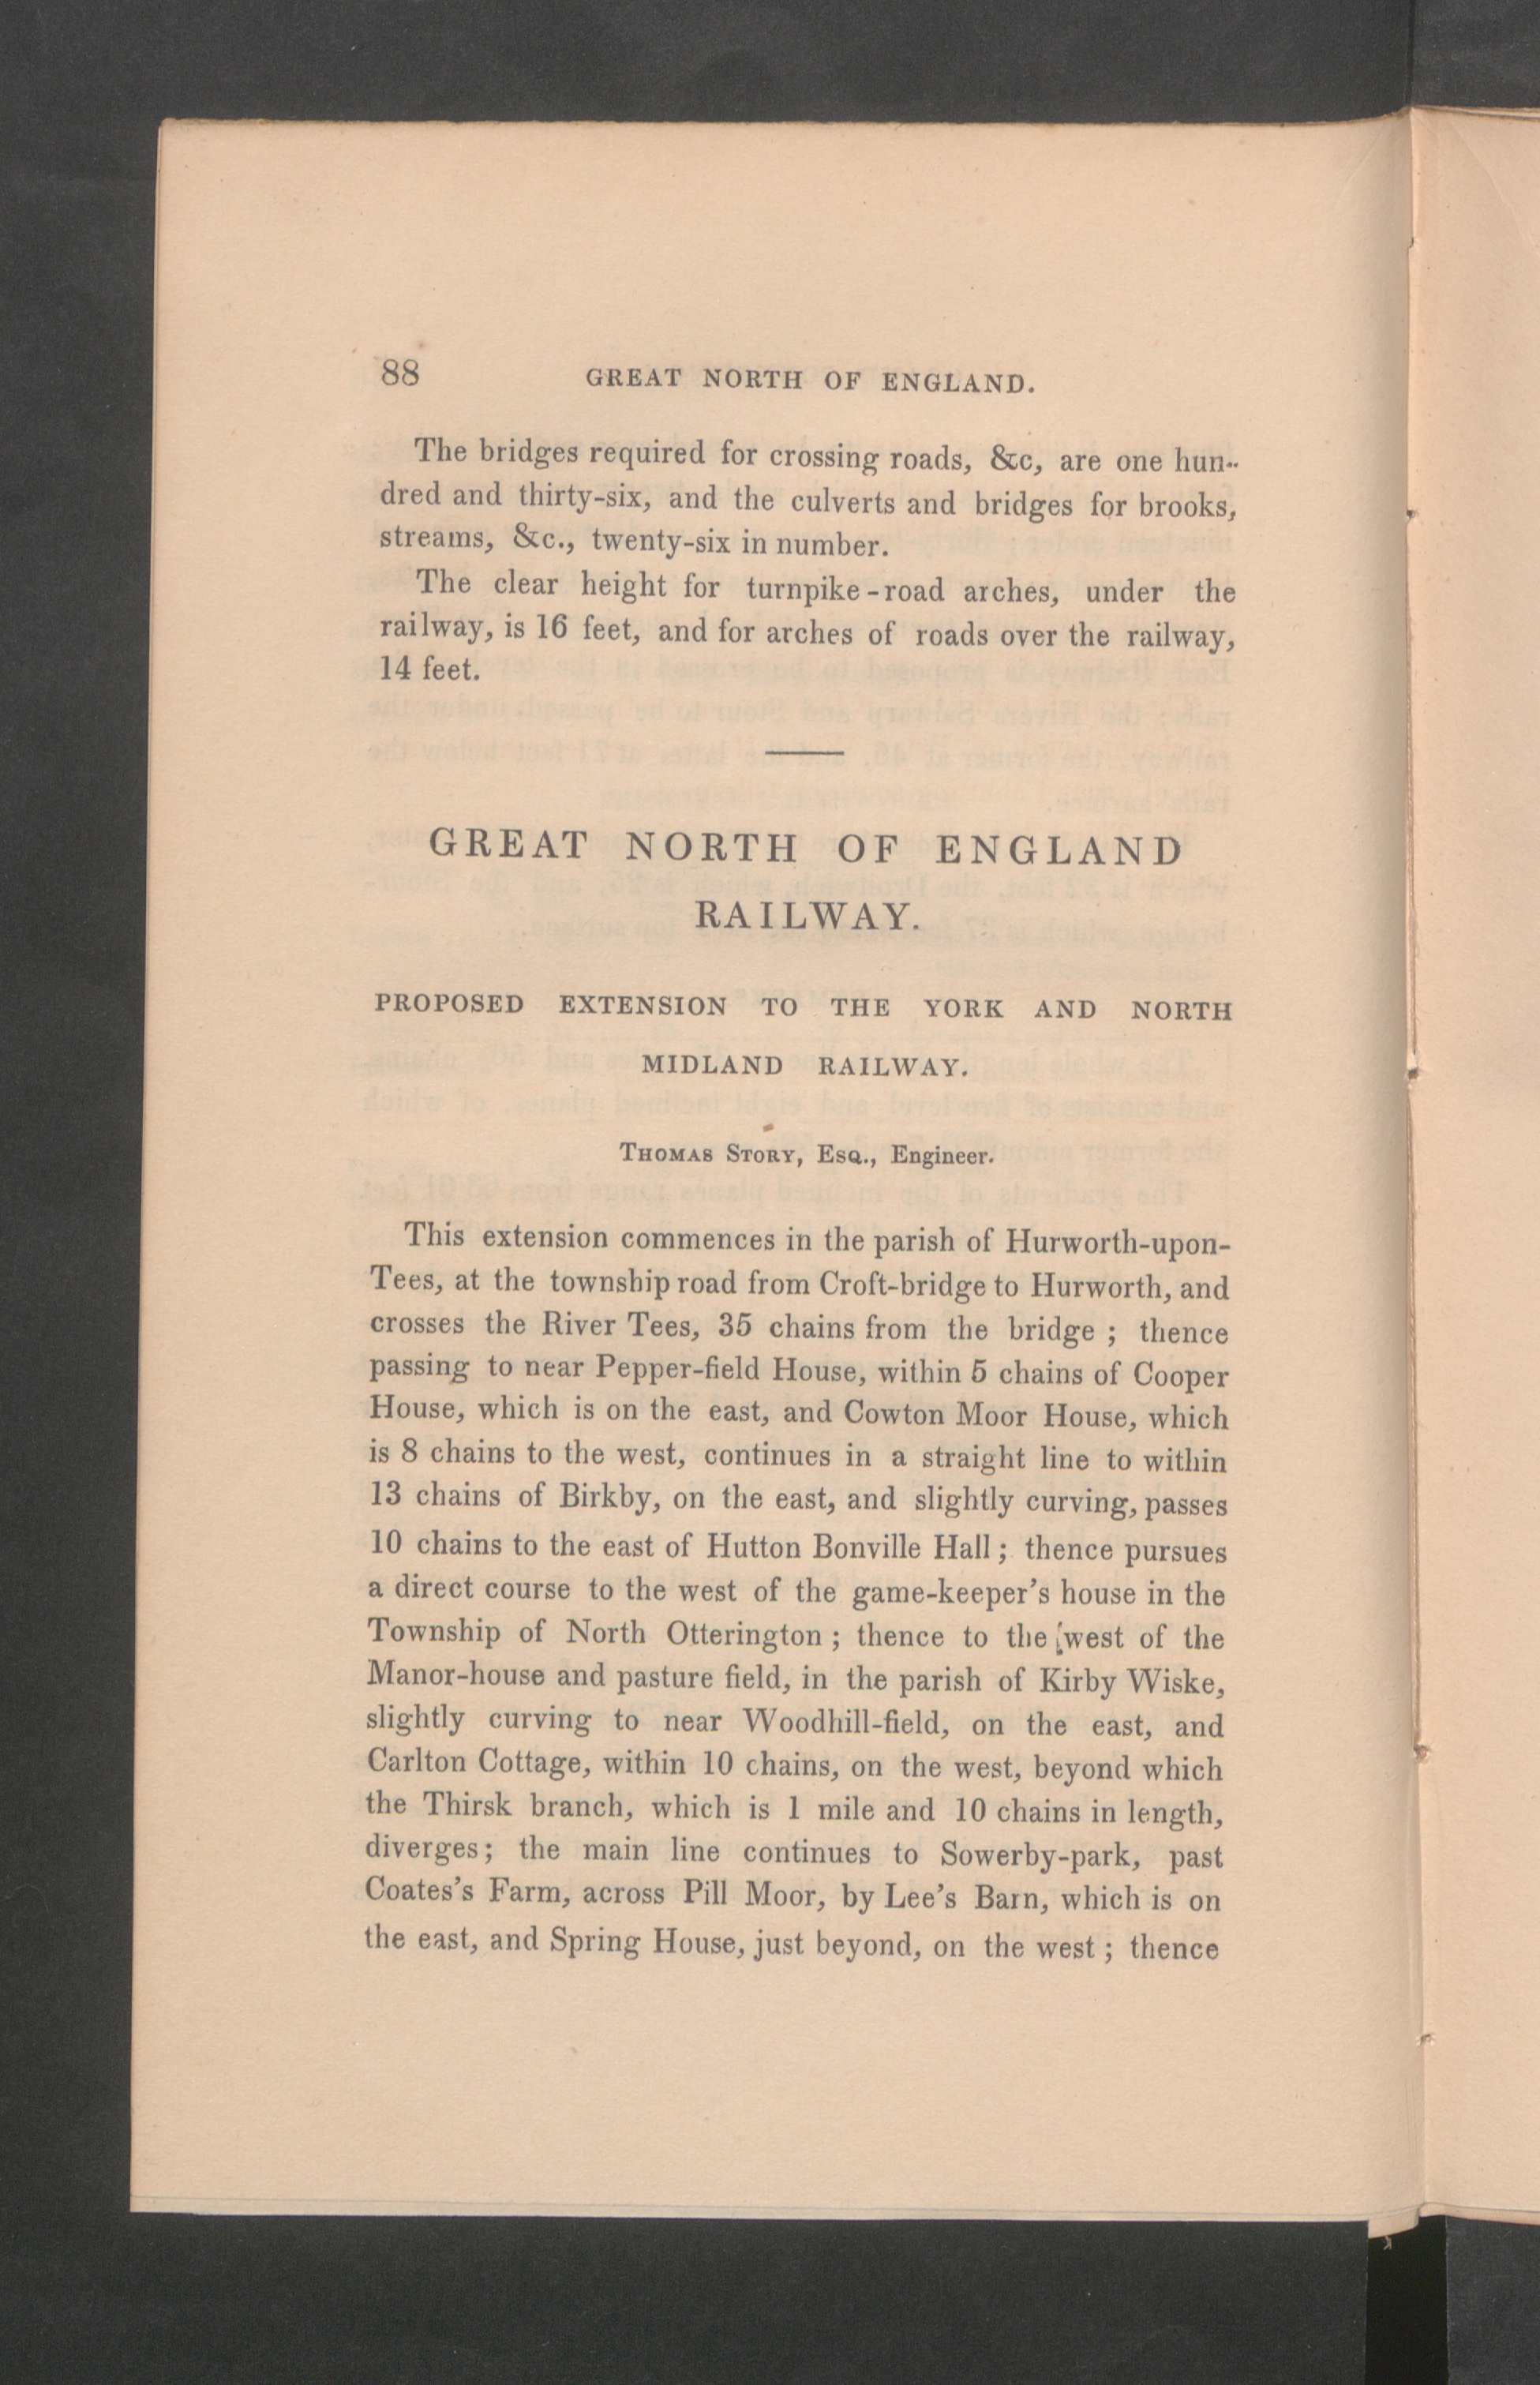 88 GREAT NORTH OF ENGLAND.
The bridges required for crossing roads, &c, are one hun-
dred and thirty-six, and the culverts and bridges for brooks,
streams, &c., twenty-six in number.
The clear height for turnpike-road arches, under the
railway, is 16 feet, and for arches of roads over the railway,
14 feet.
GREAT NORTH OF ENGLAND
RAILWAY.
PROPOSED EXTENSION TO THE YORK AND NORTH
MIDLAND RAILWAY.
THOMAS STORY, ESQ., Engineer.
This extension commences in the parish of Hurworth-upon-
Tees, at the township road from Croft-bridge to Hurworth, and
crosses the River Tees, 35 chains from the bridge; thence
passing to near Pepper-field House, within 5 chains of Cooper
House, which is on the east, and Cowton Moor House, which
is 8 chains to the west, continues in a straight line to within
13 chains of Birkby, on the east, and slightly curving, passes
10 chains to the east of Hutton Bonville Hall; thence pursues
a direct course to the west of the game-keeper's house in the
Township of North Otterington; thence to the west of the
Manor-house and pasture field, in the parish of Kirby Wiske,
slightly curving to near Woodhill-field, on the east, and
Carlton Cottage, within 10 chains, on the west, beyond which
the Thirsk branch, which is 1 mile and 10 chains in length,
diverges; the main line continues to Sowerby-park, past
Coates's Farm, across Pill Moor, by Lee's Barn, which is on
the east, and Spring House, just beyond, on the west; thence